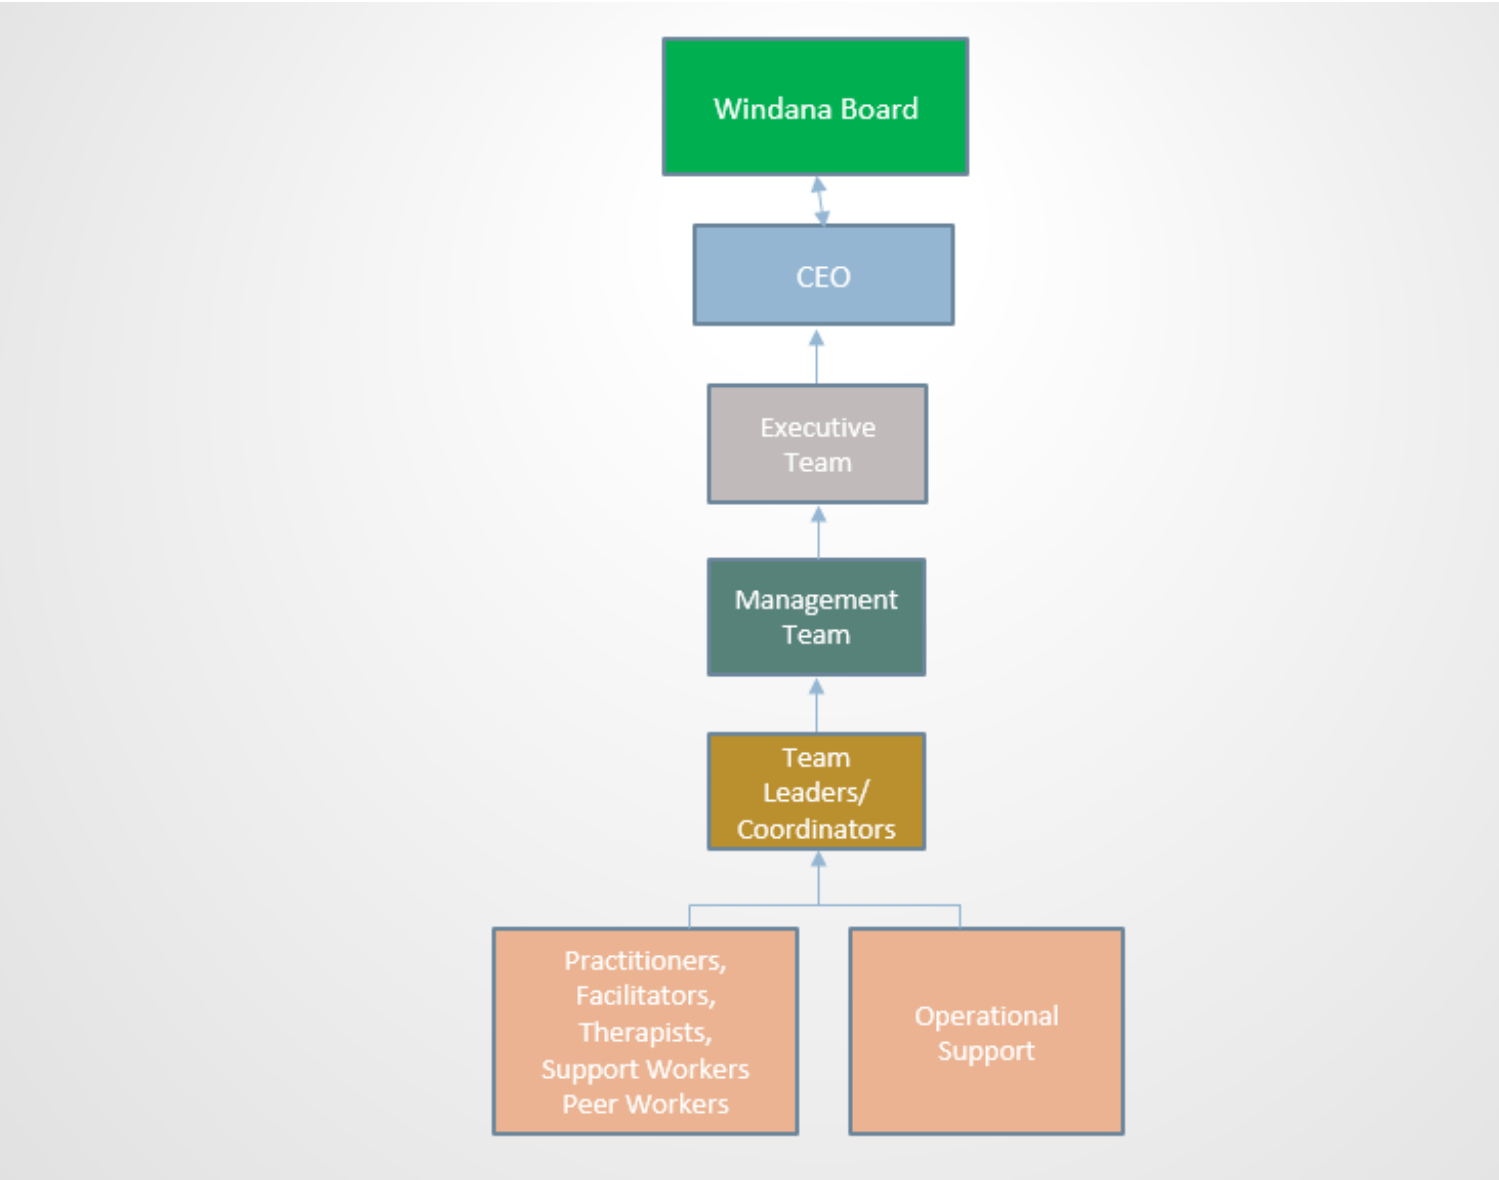 Windana Board
CEO
Executive
Team
Management
Team
Team
Leaders/
Coordinators
Practitioners,
Facilitators,
Therapists,
Support Workers
Peer Workers
Operational
Support